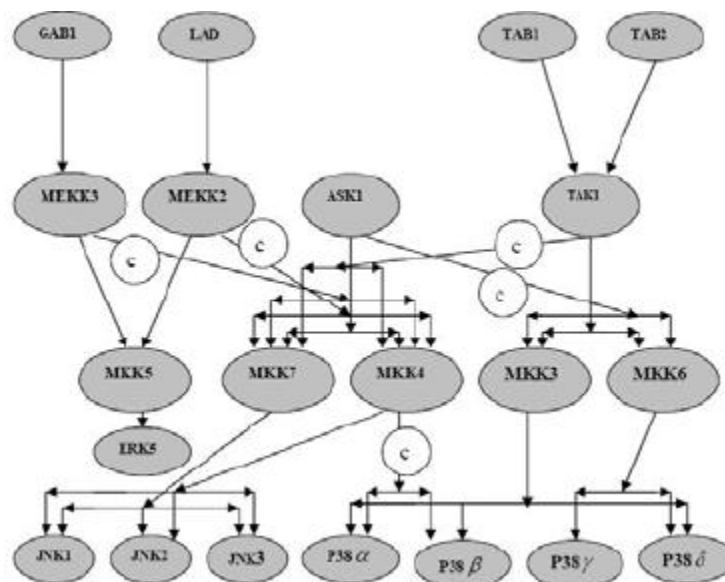 GAB1 LAD TAB1 TAB2
MEKK3 MEKK2 ASK1 TAK1
c c c c
MKK5 MKK7 MKK4 MKK3 MKK6
ERK5
c
JNK1 JNK2 JNK3 P38 α P38 β P38 γ P38 δ